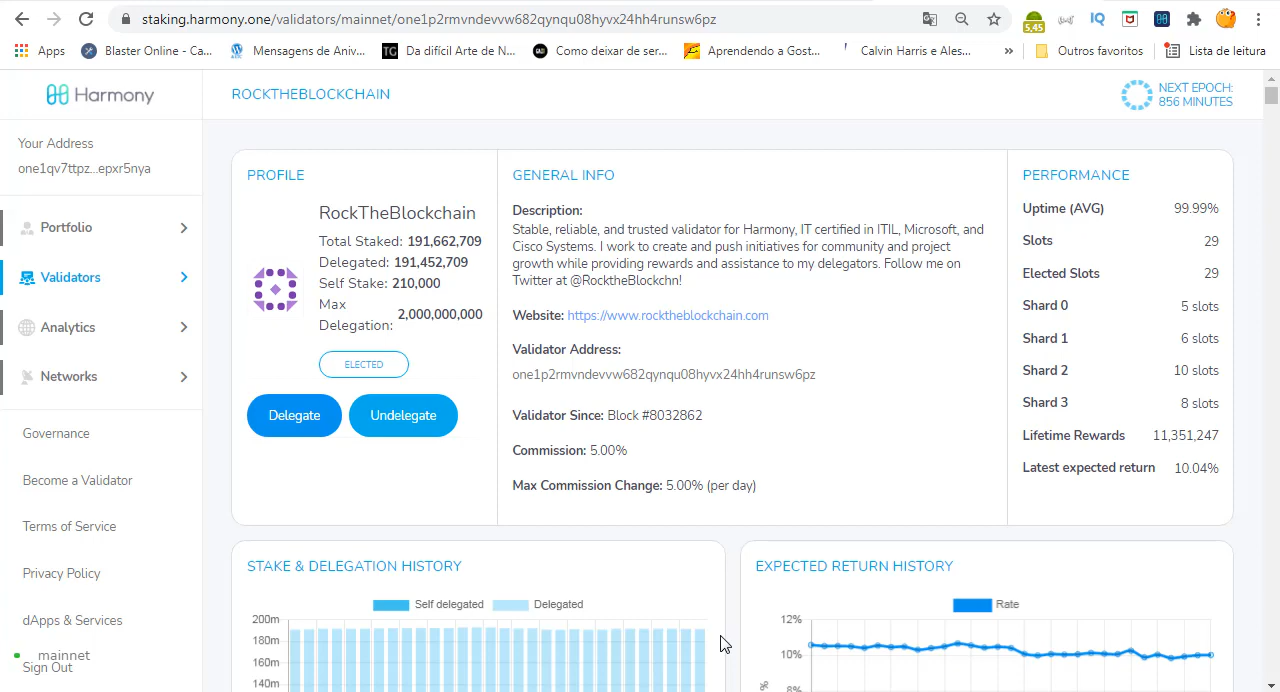 staking.harmony.one/validators/mainnet/one1p2rmvndevvw682qynqu08hyvx24hh4runsw6pz
5,45
IQ
Apps
Blaster Online - Ca...
Mensagens de Aniv...
TG
Da difícil Arte de N...
Como deixar de ser...
Aprendendo a Gost...
Calvin Harris e Ales...
»
Outros favoritos
Lista de leitura
Harmony
ROCKTHEBLOCKCHAIN
NEXT EPOCH:
856 MINUTES
Your Address
one1qv7ttpz...epxr5nya
Portfolio
Validators
Analytics
Networks
Governance
Become a Validator
Terms of Service
Privacy Policy
dApps & Services
mainnet
Sign Out
PROFILE
RockTheBlockchain
Total Staked: 191,662,709
Delegated: 191,452,709
Self Stake: 210,000
Max
Delegation: 2,000,000,000
ELECTED
Delegate
Undelegate
GENERAL INFO
Description:
Stable, reliable, and trusted validator for Harmony, IT certified in ITIL, Microsoft, and
Cisco Systems. I work to create and push initiatives for community and project
growth while providing rewards and assistance to my delegators. Follow me on
Twitter at @RocktheBlockchn!
Website: https://www.rocktheblockchain.com
Validator Address:
one1p2rmvndevvw682qynqu08hyvx24hh4runsw6pz
Validator Since: Block #8032862
Commission: 5.00%
Max Commission Change: 5.00% (per day)
PERFORMANCE
Uptime (AVG) 99.99%
Slots 29
Elected Slots 29
Shard 0 5 slots
Shard 1 6 slots
Shard 2 10 slots
Shard 3 8 slots
Lifetime Rewards 11,351,247
Latest expected return 10.04%
STAKE & DELEGATION HISTORY
Self delegated
Delegated
200m
180m
160m
140m
EXPECTED RETURN HISTORY
Rate
12%
10%
8%
%